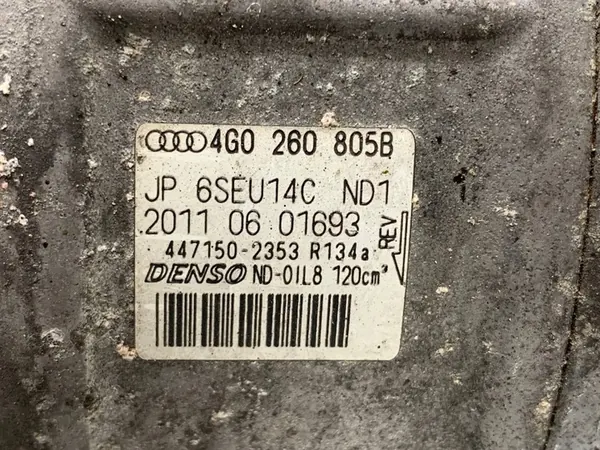 4G0 260 805B
JP 6SEU14C ND1
2011 06 01693
REV
447150-2353 R134a
DENSO ND-OIL8 120cm³